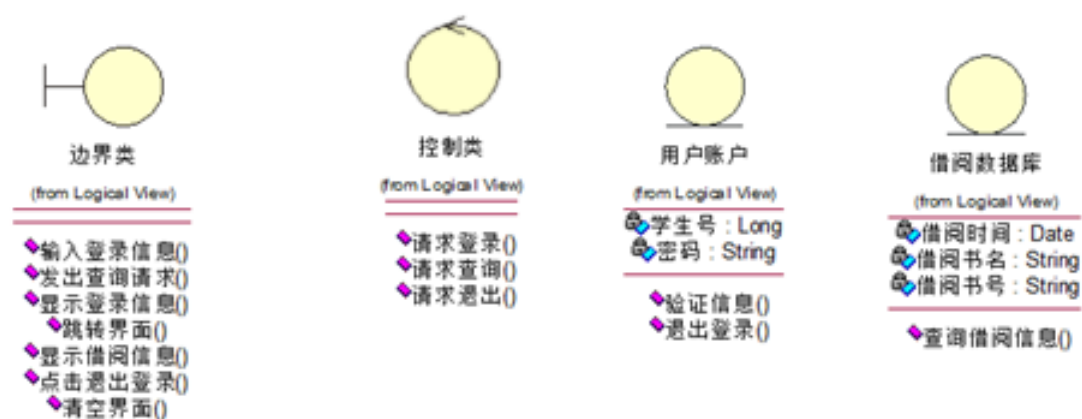 边界类
(from Logical View)
输入登录信息()
发出查询请求()
显示登录信息()
跳转界面()
显示借阅信息()
点击退出登录()
清空界面()
控制类
(from Logical View)
请求登录()
请求查询()
请求退出()
用户账户
(from Logical View)
学生号 : Long
密码 : String
验证信息()
退出登录()
借阅数据库
(from Logical View)
借阅时间 : Date
借阅书名 : String
借阅书号 : String
查询借阅信息()